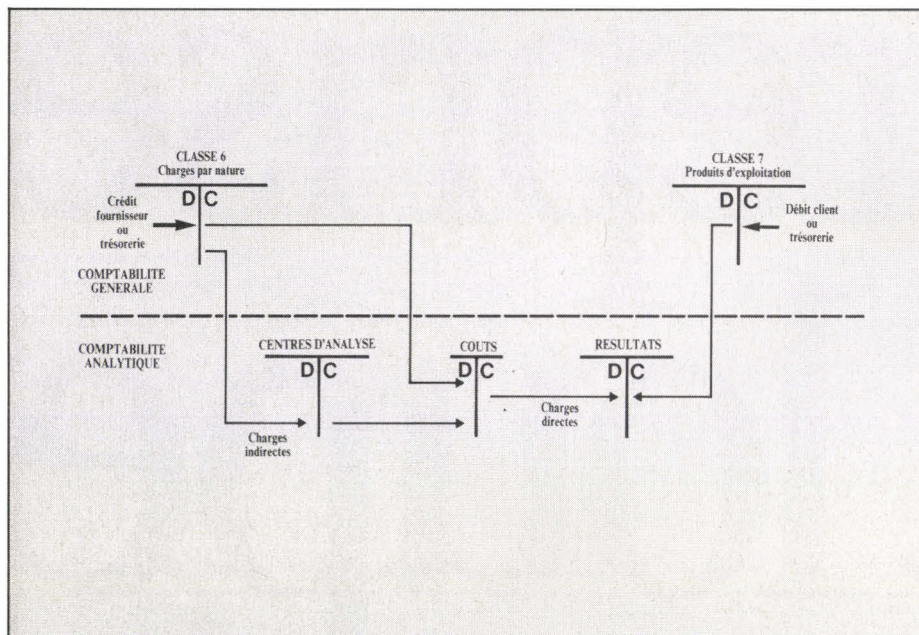 CLASSE 6
Charges par nature
D C
Crédit
fournisseur
ou
trésorerie
CLASSE 7
Produits d'exploitation
D C
Débit client
ou
trésorerie
COMPTABILITE
GENERALE
COMPTABILITE
ANALYTIQUE
CENTRES D'ANALYSE
D C
COUTS
D C
RESULTATS
D C
Charges
indirectes
Charges
directes